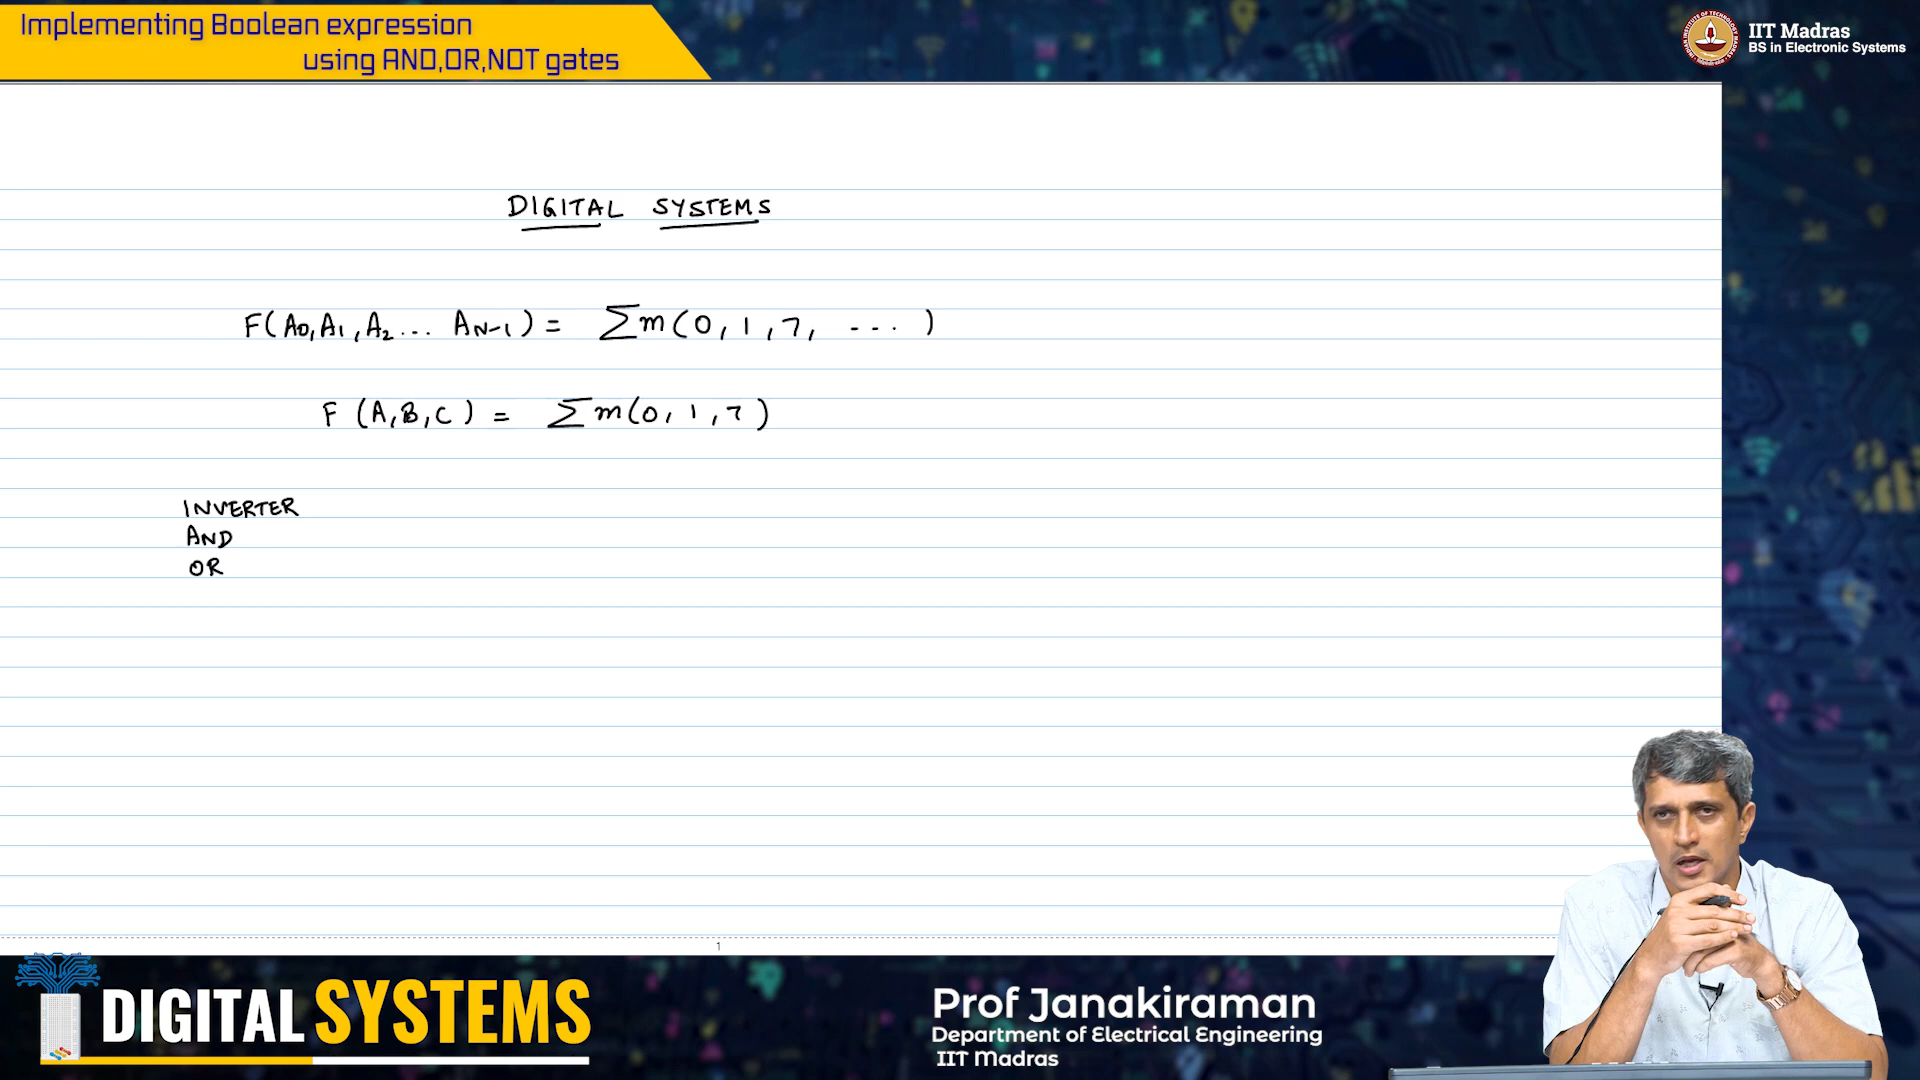 Implementing Boolean expression
using AND,OR,NOT gates
IIT Madras
BS in Electronic Systems
DIGITAL SYSTEMS
F(A0, A1, A2 ... AN-1) = Σm(0, 1, 7, ... )
F (A, B, C) = Σm(0, 1, 7)
INVERTER
AND
OR
1
DIGITAL SYSTEMS
Prof Janakiraman
Department of Electrical Engineering
IIT Madras